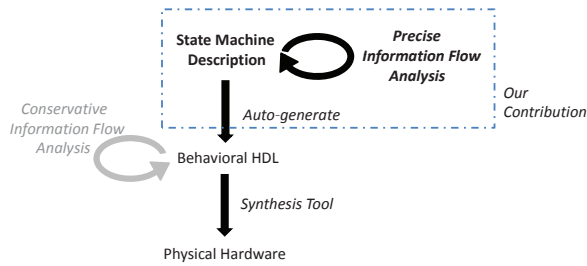 State Machine
Description
Precise
Information Flow
Analysis
Our
Contribution
Auto-generate
Conservative
Information Flow
Analysis
Behavioral HDL
Synthesis Tool
Physical Hardware